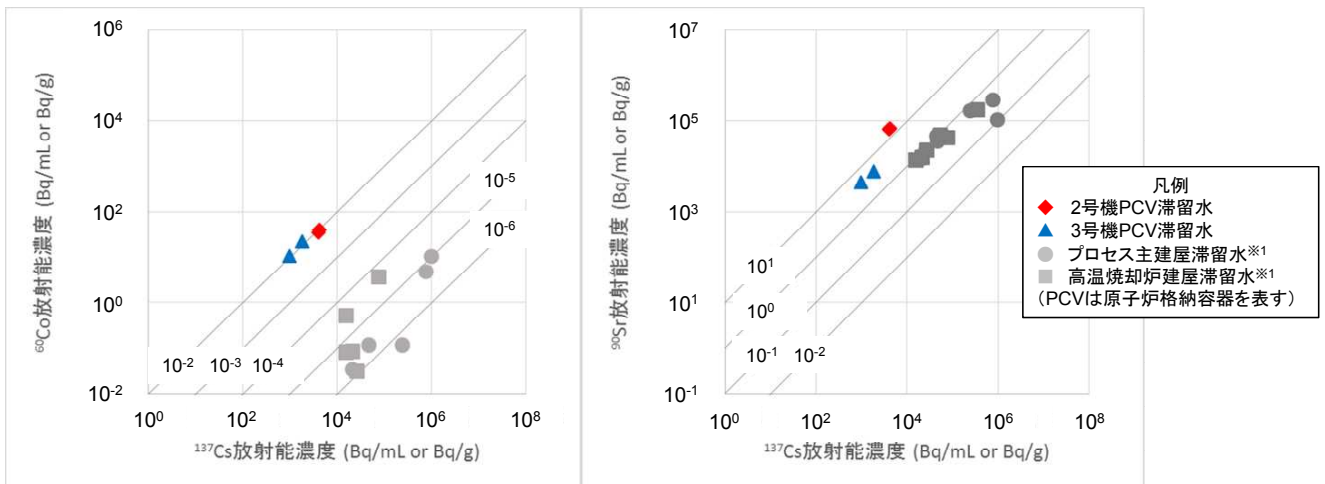 ⁶⁰Co放射能濃度 (Bq/mL or Bq/g)
10⁶
10⁴
10²
10⁰
10⁻²
10⁻⁵
10⁻⁶
10⁻² 10⁻³ 10⁻⁴
10⁰ 10² 10⁴ 10⁶ 10⁸
¹³⁷Cs放射能濃度 (Bq/mL or Bq/g)
⁹⁰Sr放射能濃度 (Bq/mL or Bq/g)
10⁷
10⁵
10³
10¹
10⁻¹
10¹
10⁰
10⁻¹ 10⁻²
10⁰ 10² 10⁴ 10⁶ 10⁸
¹³⁷Cs放射能濃度 (Bq/mL or Bq/g)
凡例
2号機PCV滞留水
3号機PCV滞留水
プロセス主建屋滞留水※1
高温焼却炉建屋滞留水※1
（PCVは原子炉格納容器を表す）